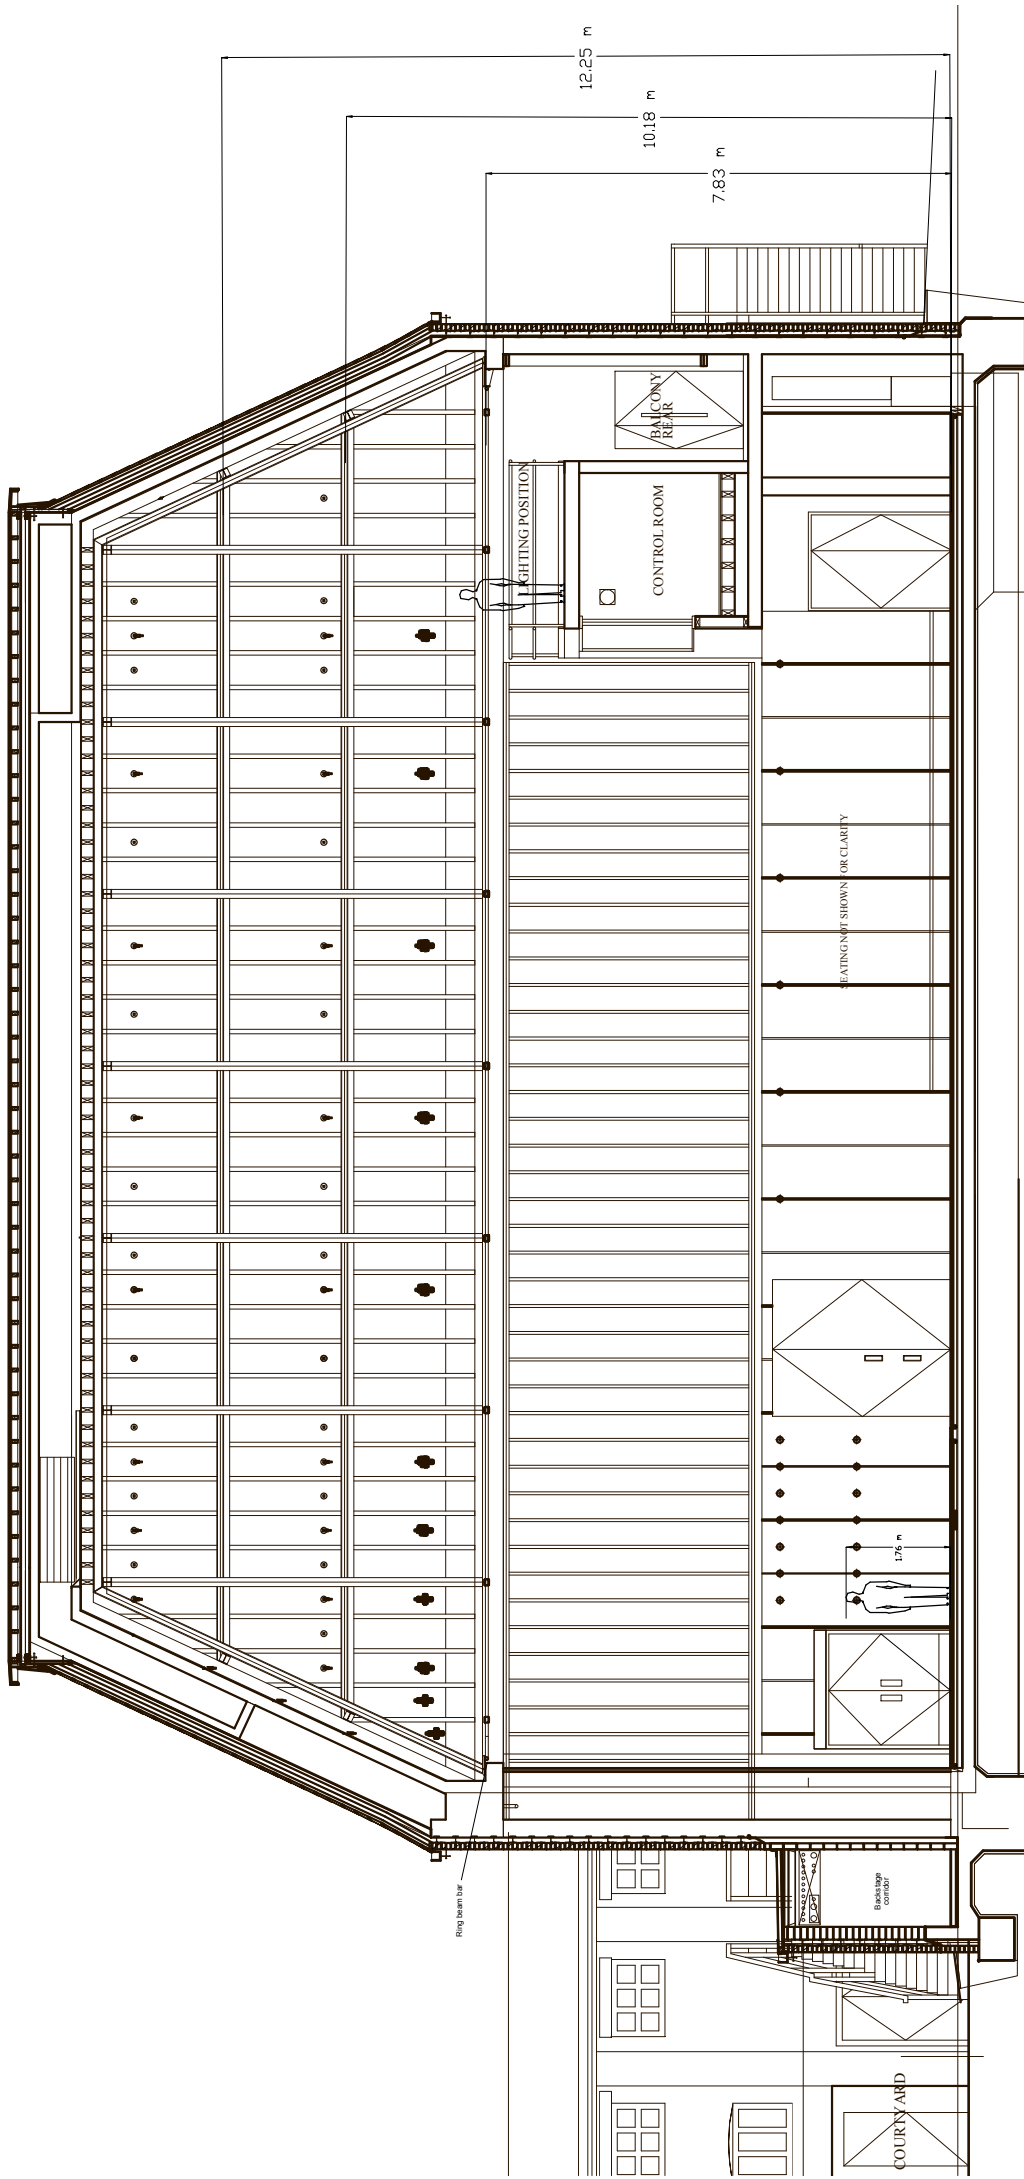 12.25 m
10.18 m
7.83 m
BALCONY
REAR
LIGHTING POSITION
CONTROL ROOM
SEATING NOT SHOWN FOR CLARITY
1.76 m
Ring beam bar
Backstage
corridor
COURTYARD